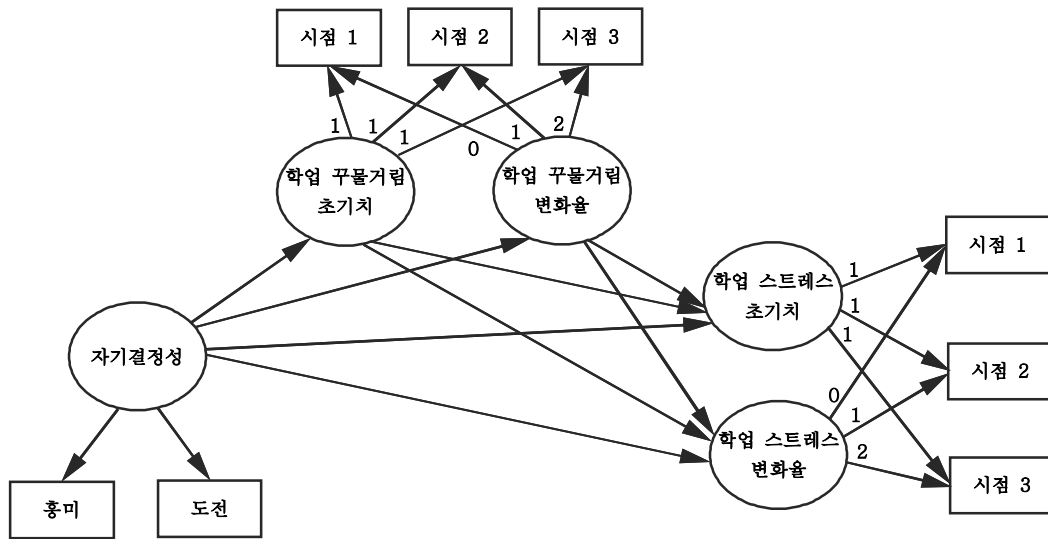 시점 1
시점 2
시점 3
1
1
1
0
1
2
학업 꾸물거림
초기치
학업 꾸물거림
변화율
시점 1
학업 스트레스
초기치
1
1
1
자기결정성
시점 2
0
1
2
학업 스트레스
변화율
시점 3
흥미
도전